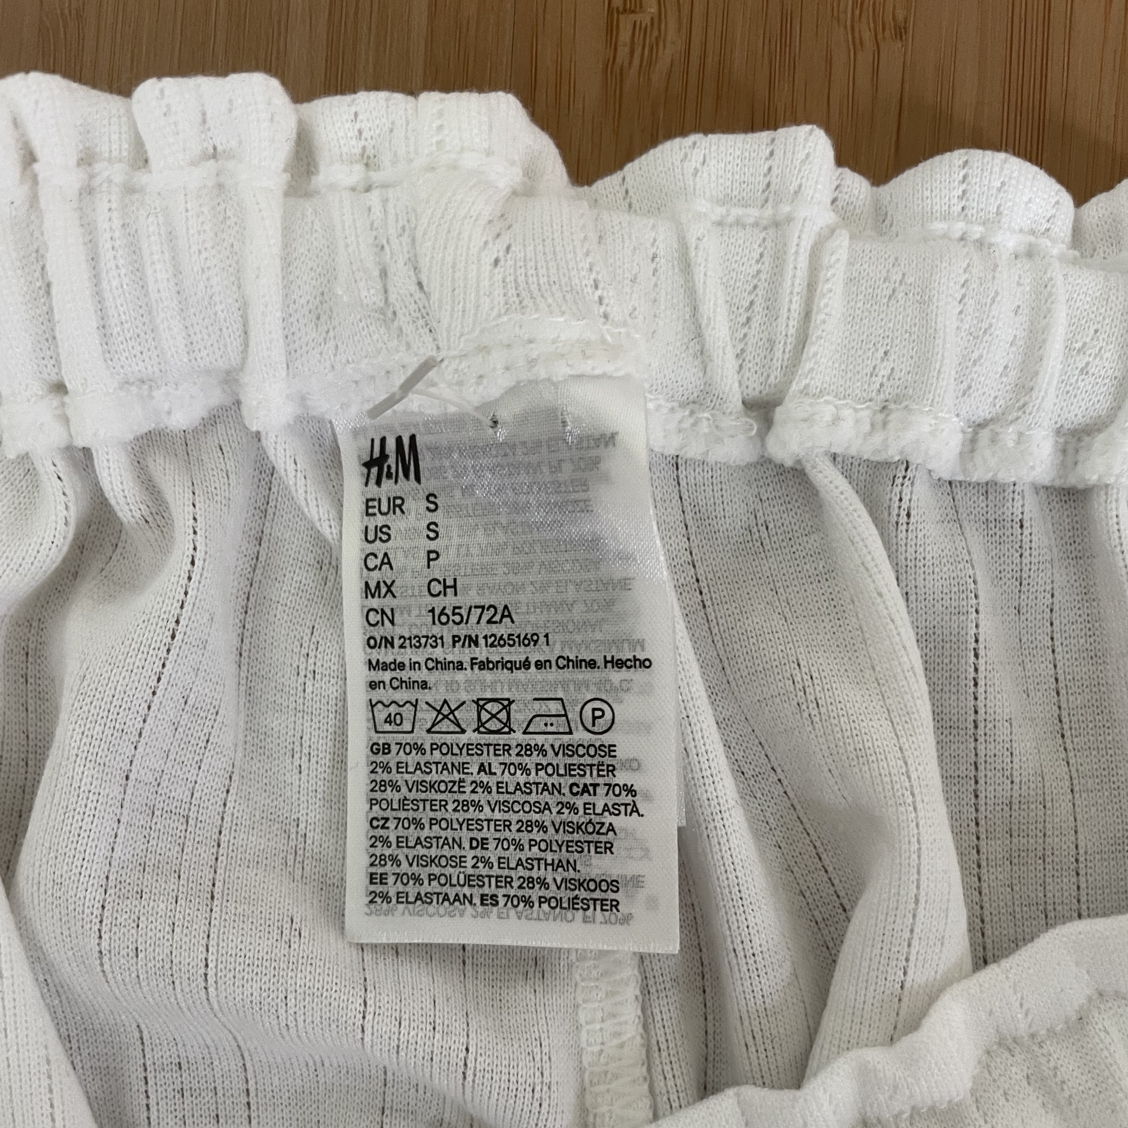 H&M
EUR S
US S
CA P
MX CH
CN 165/72A
O/N 213731 P/N 1265169 1
Made in China. Fabriqué en Chine. Hecho
en China.
40 P
GB 70% POLYESTER 28% VISCOSE
2% ELASTANE. AL 70% POLIESTËR
28% VISKOZË 2% ELASTAN. CAT 70%
POLIÈSTER 28% VISCOSA 2% ELASTÀ.
CZ 70% POLYESTER 28% VISKÓZA
2% ELASTAN. DE 70% POLYESTER
28% VISKOSE 2% ELASTHAN.
EE 70% POLÜESTER 28% VISKOOS
2% ELASTAAN. ES 70% POLIÉSTER